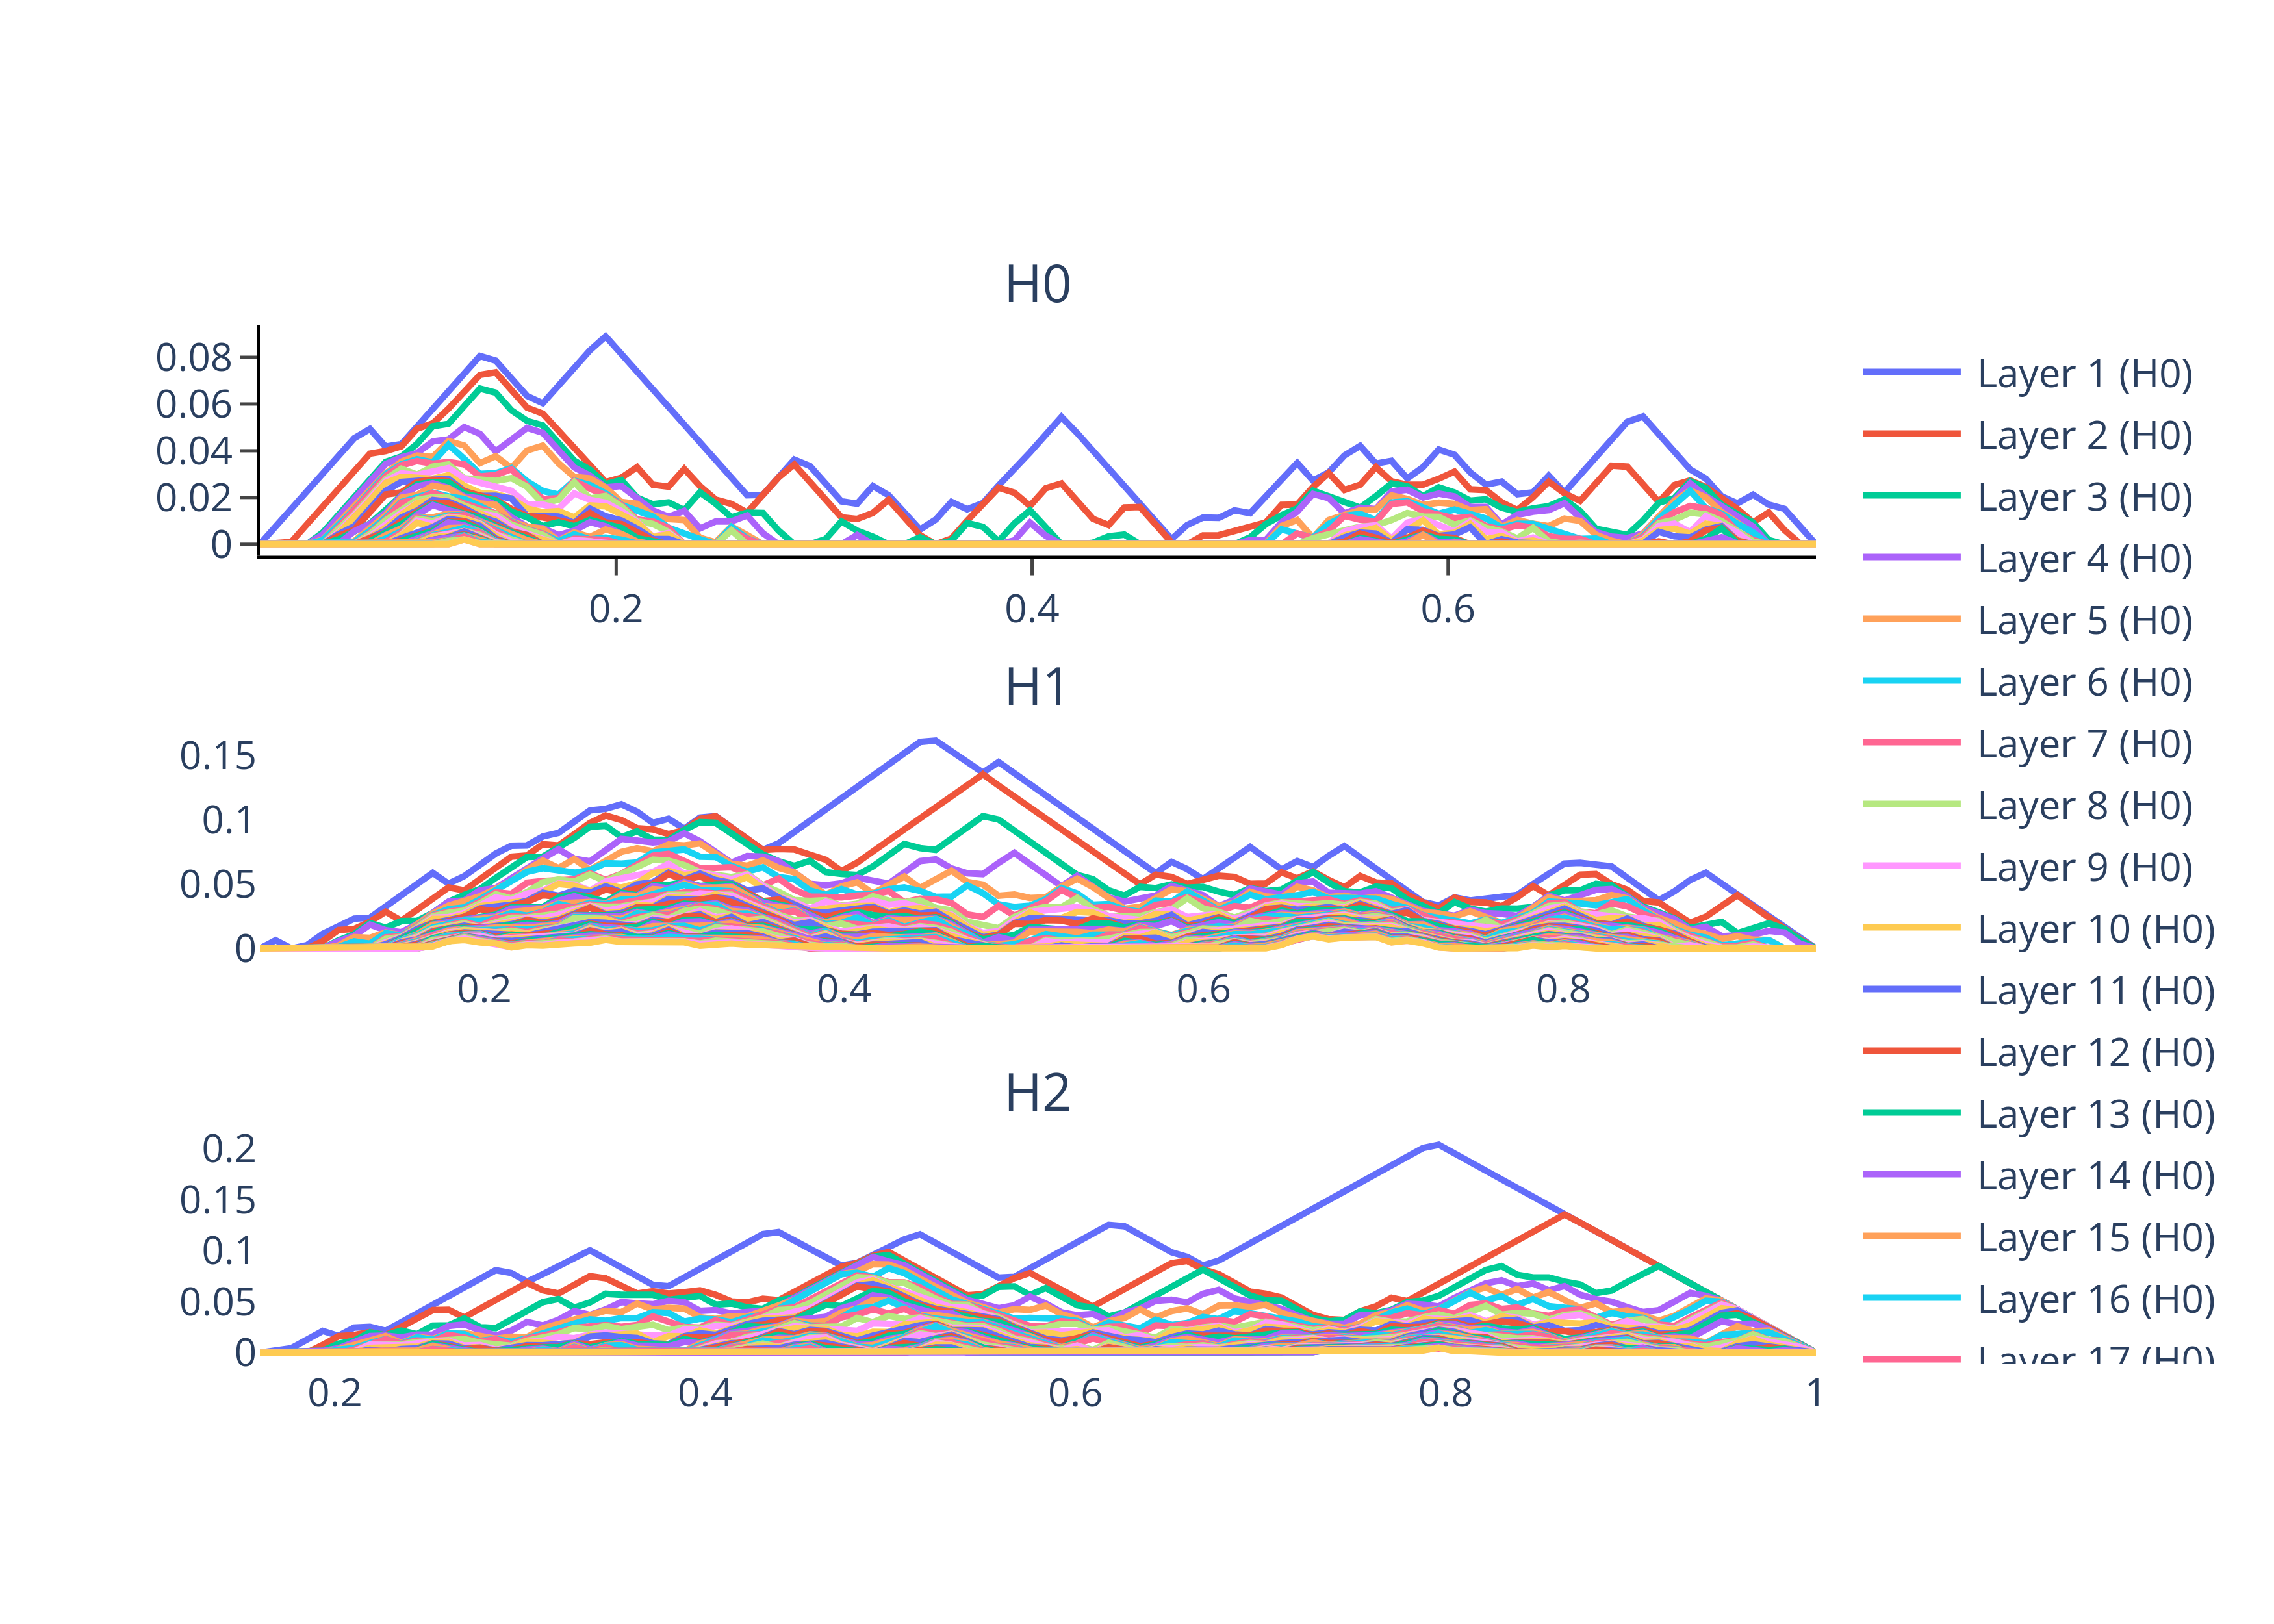 H0
0.08
0.06
0.04
0.02
0
0.2 0.4 0.6
H1
0.15
0.1
0.05
0
0.2 0.4 0.6 0.8
H2
0.2
0.15
0.1
0.05
0
0.2 0.4 0.6 0.8 1
Layer 1 (H0)
Layer 2 (H0)
Layer 3 (H0)
Layer 4 (H0)
Layer 5 (H0)
Layer 6 (H0)
Layer 7 (H0)
Layer 8 (H0)
Layer 9 (H0)
Layer 10 (H0)
Layer 11 (H0)
Layer 12 (H0)
Layer 13 (H0)
Layer 14 (H0)
Layer 15 (H0)
Layer 16 (H0)
Layer 17 (H0)